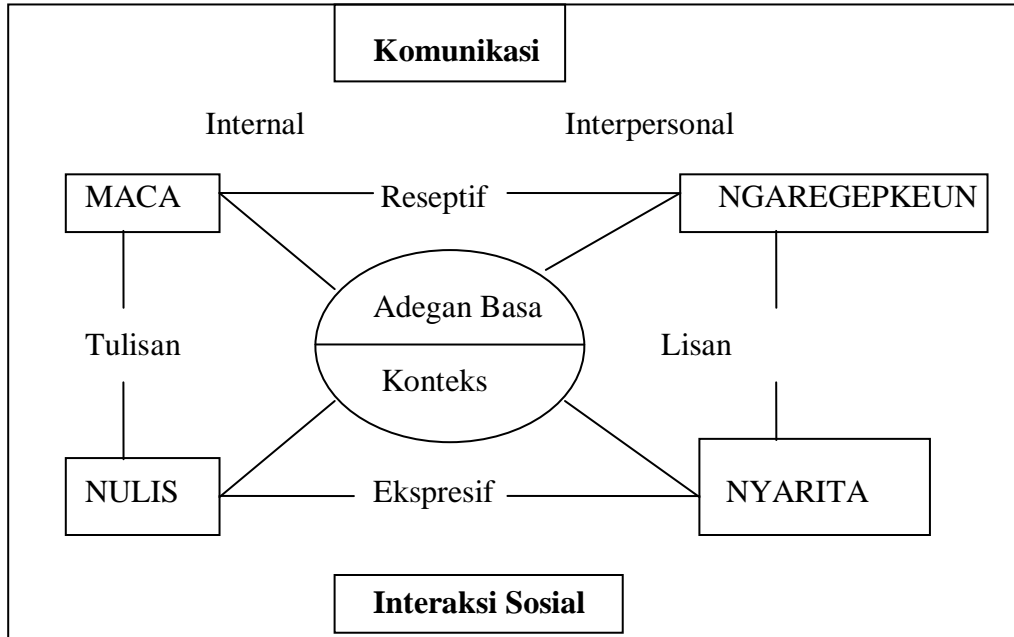 Komunikasi
Internal Interpersonal
MACA Reseptif NGAREGEPKEUN
Adegan Basa
Tulisan Lisan
Konteks
NULIS Ekspresif NYARITA
Interaksi Sosial